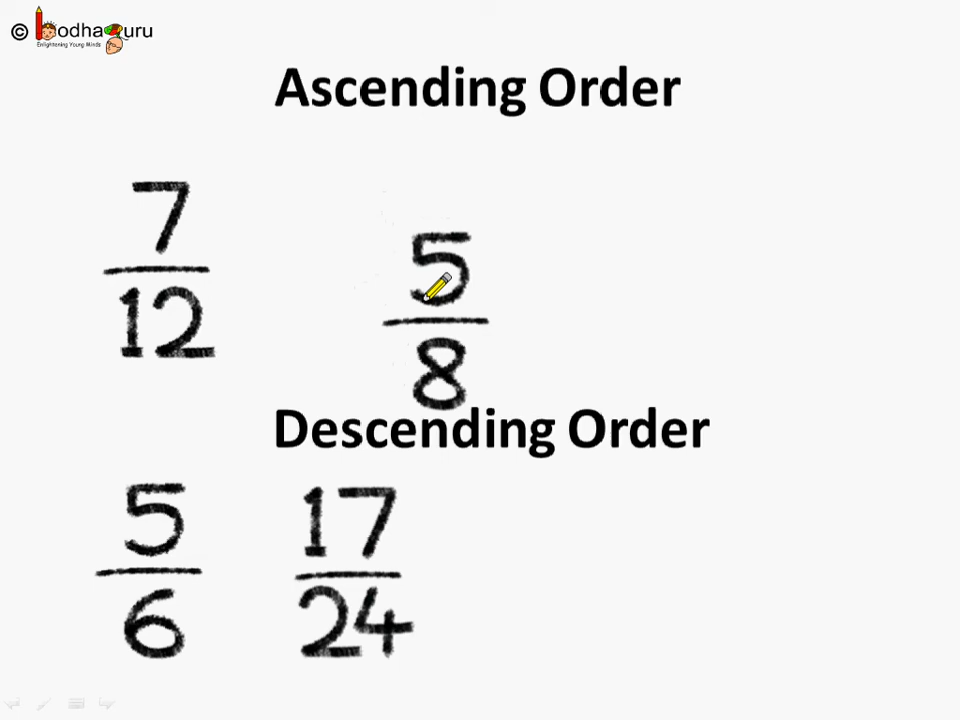 © BodhaGuru
Enlightening Young Minds
Ascending Order
7/12 5/8
Descending Order
5/6 17/24